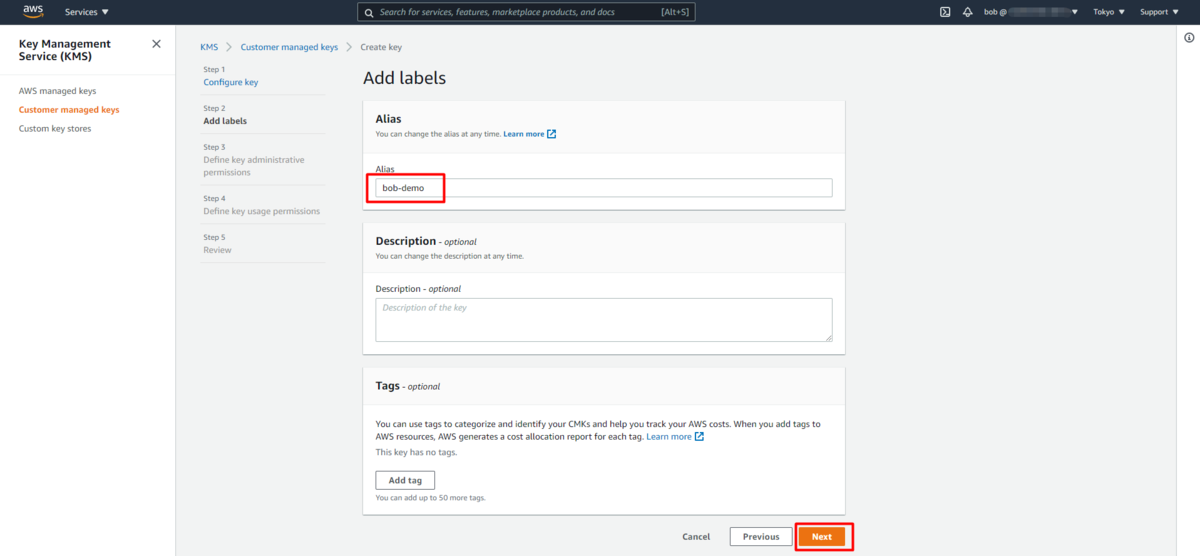 aws
Services
Search for services, features, marketplace products, and docs
[Alt+S]
bob @
Tokyo
Support
Key Management
Service (KMS)
AWS managed keys
Customer managed keys
Custom key stores
KMS
Customer managed keys
Create key
Step 1
Configure key
Step 2
Add labels
Step 3
Define key administrative
permissions
Step 4
Define key usage permissions
Step 5
Review
Add labels
Alias
You can change the alias at any time. Learn more
Alias
bob-demo
Description - optional
You can change the description at any time.
Description - optional
Description of the key
Tags - optional
You can use tags to categorize and identify your CMKs and help you track your AWS costs. When you add tags to
AWS resources, AWS generates a cost allocation report for each tag. Learn more
This key has no tags.
Add tag
You can add up to 50 more tags.
Cancel
Previous
Next